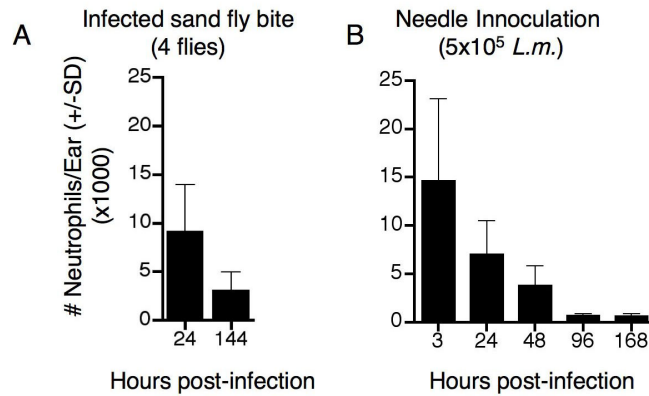 A
Infected sand fly bite
(4 flies)
# Neutrophils/Ear (+/-SD)
(x1000)
25
20
15
10
5
0
24 144
Hours post-infection
B
Needle Innoculation
(5x10⁵ L.m.)
25
20
15
10
5
0
3 24 48 96 168
Hours post-infection